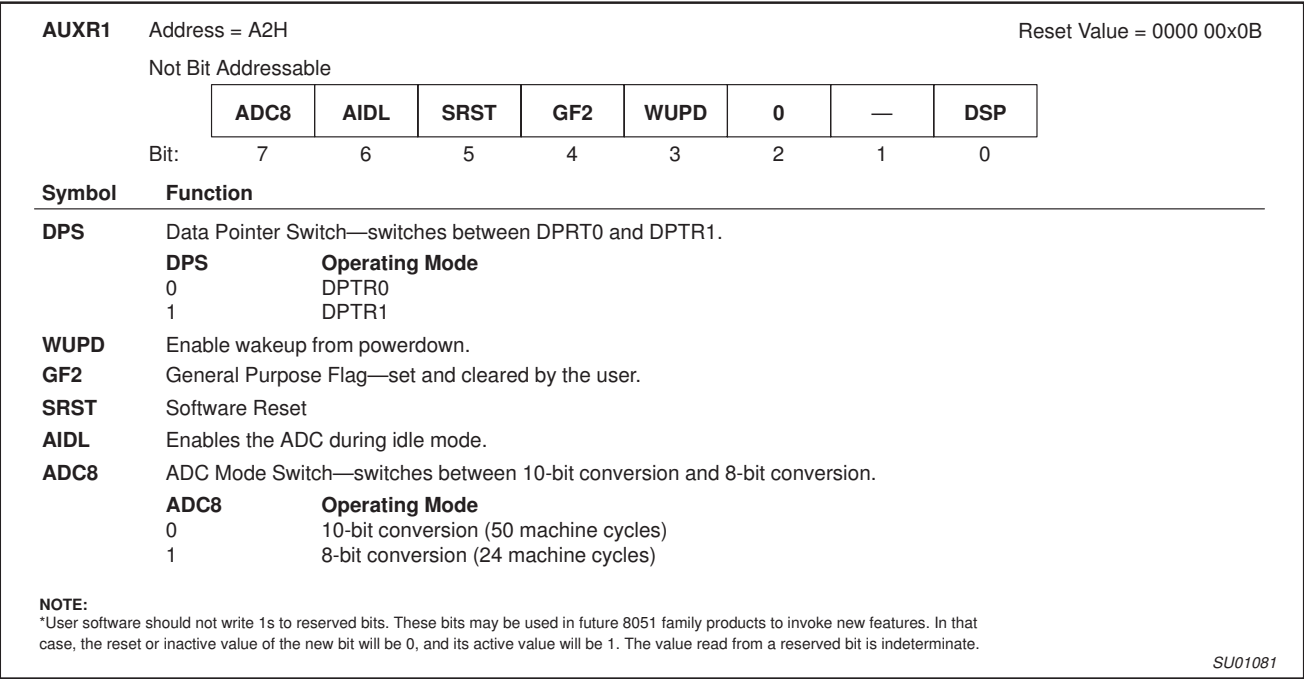 AUXR1 Address = A2H Reset Value = 0000 00x0B
Not Bit Addressable
ADC8 AIDL SRST GF2 WUPD 0 — DSP
Bit: 7 6 5 4 3 2 1 0
Symbol Function
DPS Data Pointer Switch—switches between DPRT0 and DPTR1.
DPS Operating Mode
0 DPTR0
1 DPTR1
WUPD Enable wakeup from powerdown.
GF2 General Purpose Flag—set and cleared by the user.
SRST Software Reset
AIDL Enables the ADC during idle mode.
ADC8 ADC Mode Switch—switches between 10-bit conversion and 8-bit conversion.
ADC8 Operating Mode
0 10-bit conversion (50 machine cycles)
1 8-bit conversion (24 machine cycles)
NOTE:
*User software should not write 1s to reserved bits. These bits may be used in future 8051 family products to invoke new features. In that
case, the reset or inactive value of the new bit will be 0, and its active value will be 1. The value read from a reserved bit is indeterminate.
SU01081